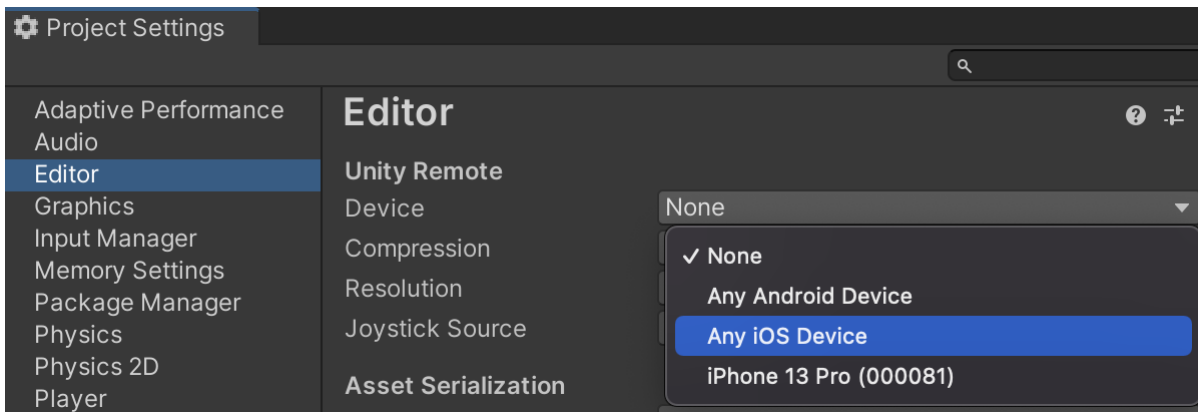 Project Settings
Adaptive Performance
Audio
Editor
Graphics
Input Manager
Memory Settings
Package Manager
Physics
Physics 2D
Player
Editor
Unity Remote
Device
None
Compression
Resolution
Joystick Source
None
Any Android Device
Any iOS Device
iPhone 13 Pro (000081)
Asset Serialization